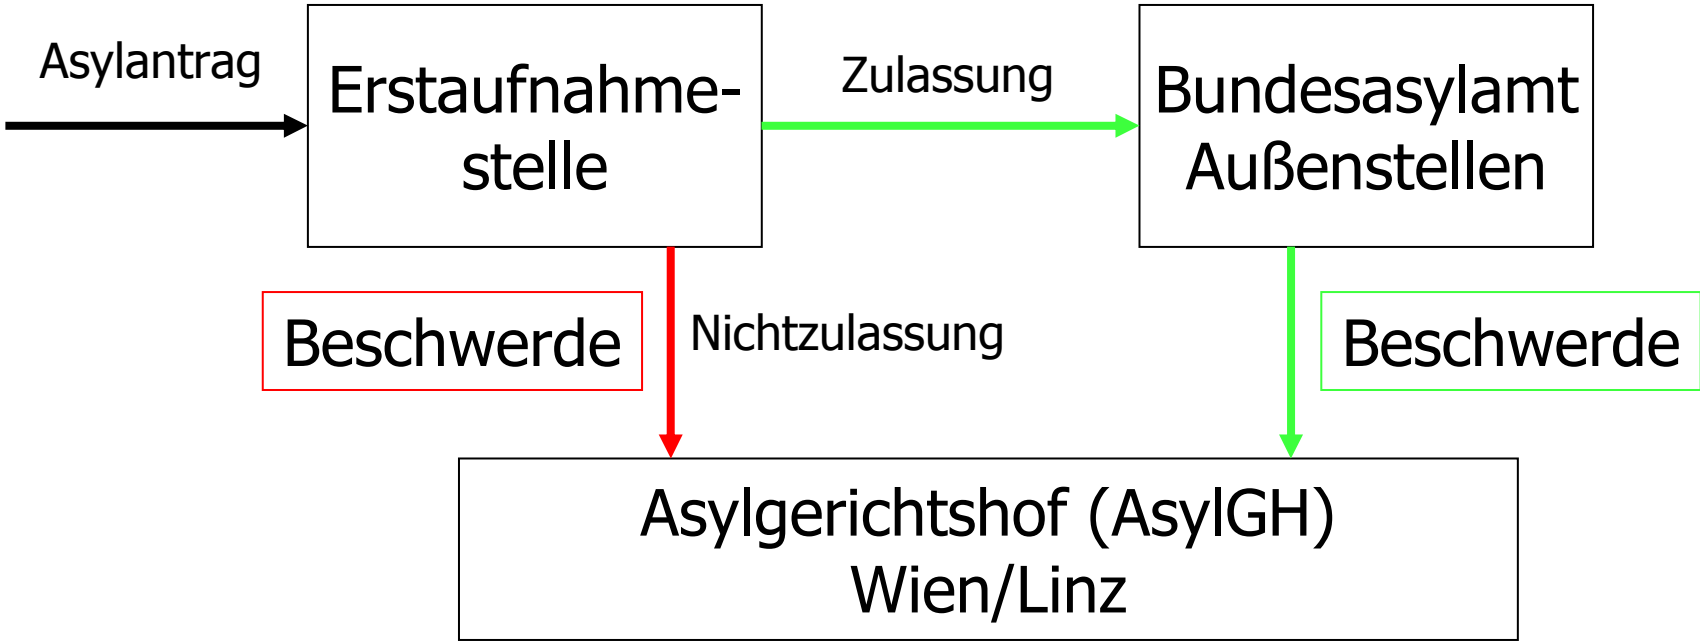 Asylantrag
Erstaufnahme-
stelle
Zulassung
Bundesasylamt
Außenstellen
Beschwerde
Nichtzulassung
Beschwerde
Asylgerichtshof (AsylGH)
Wien/Linz